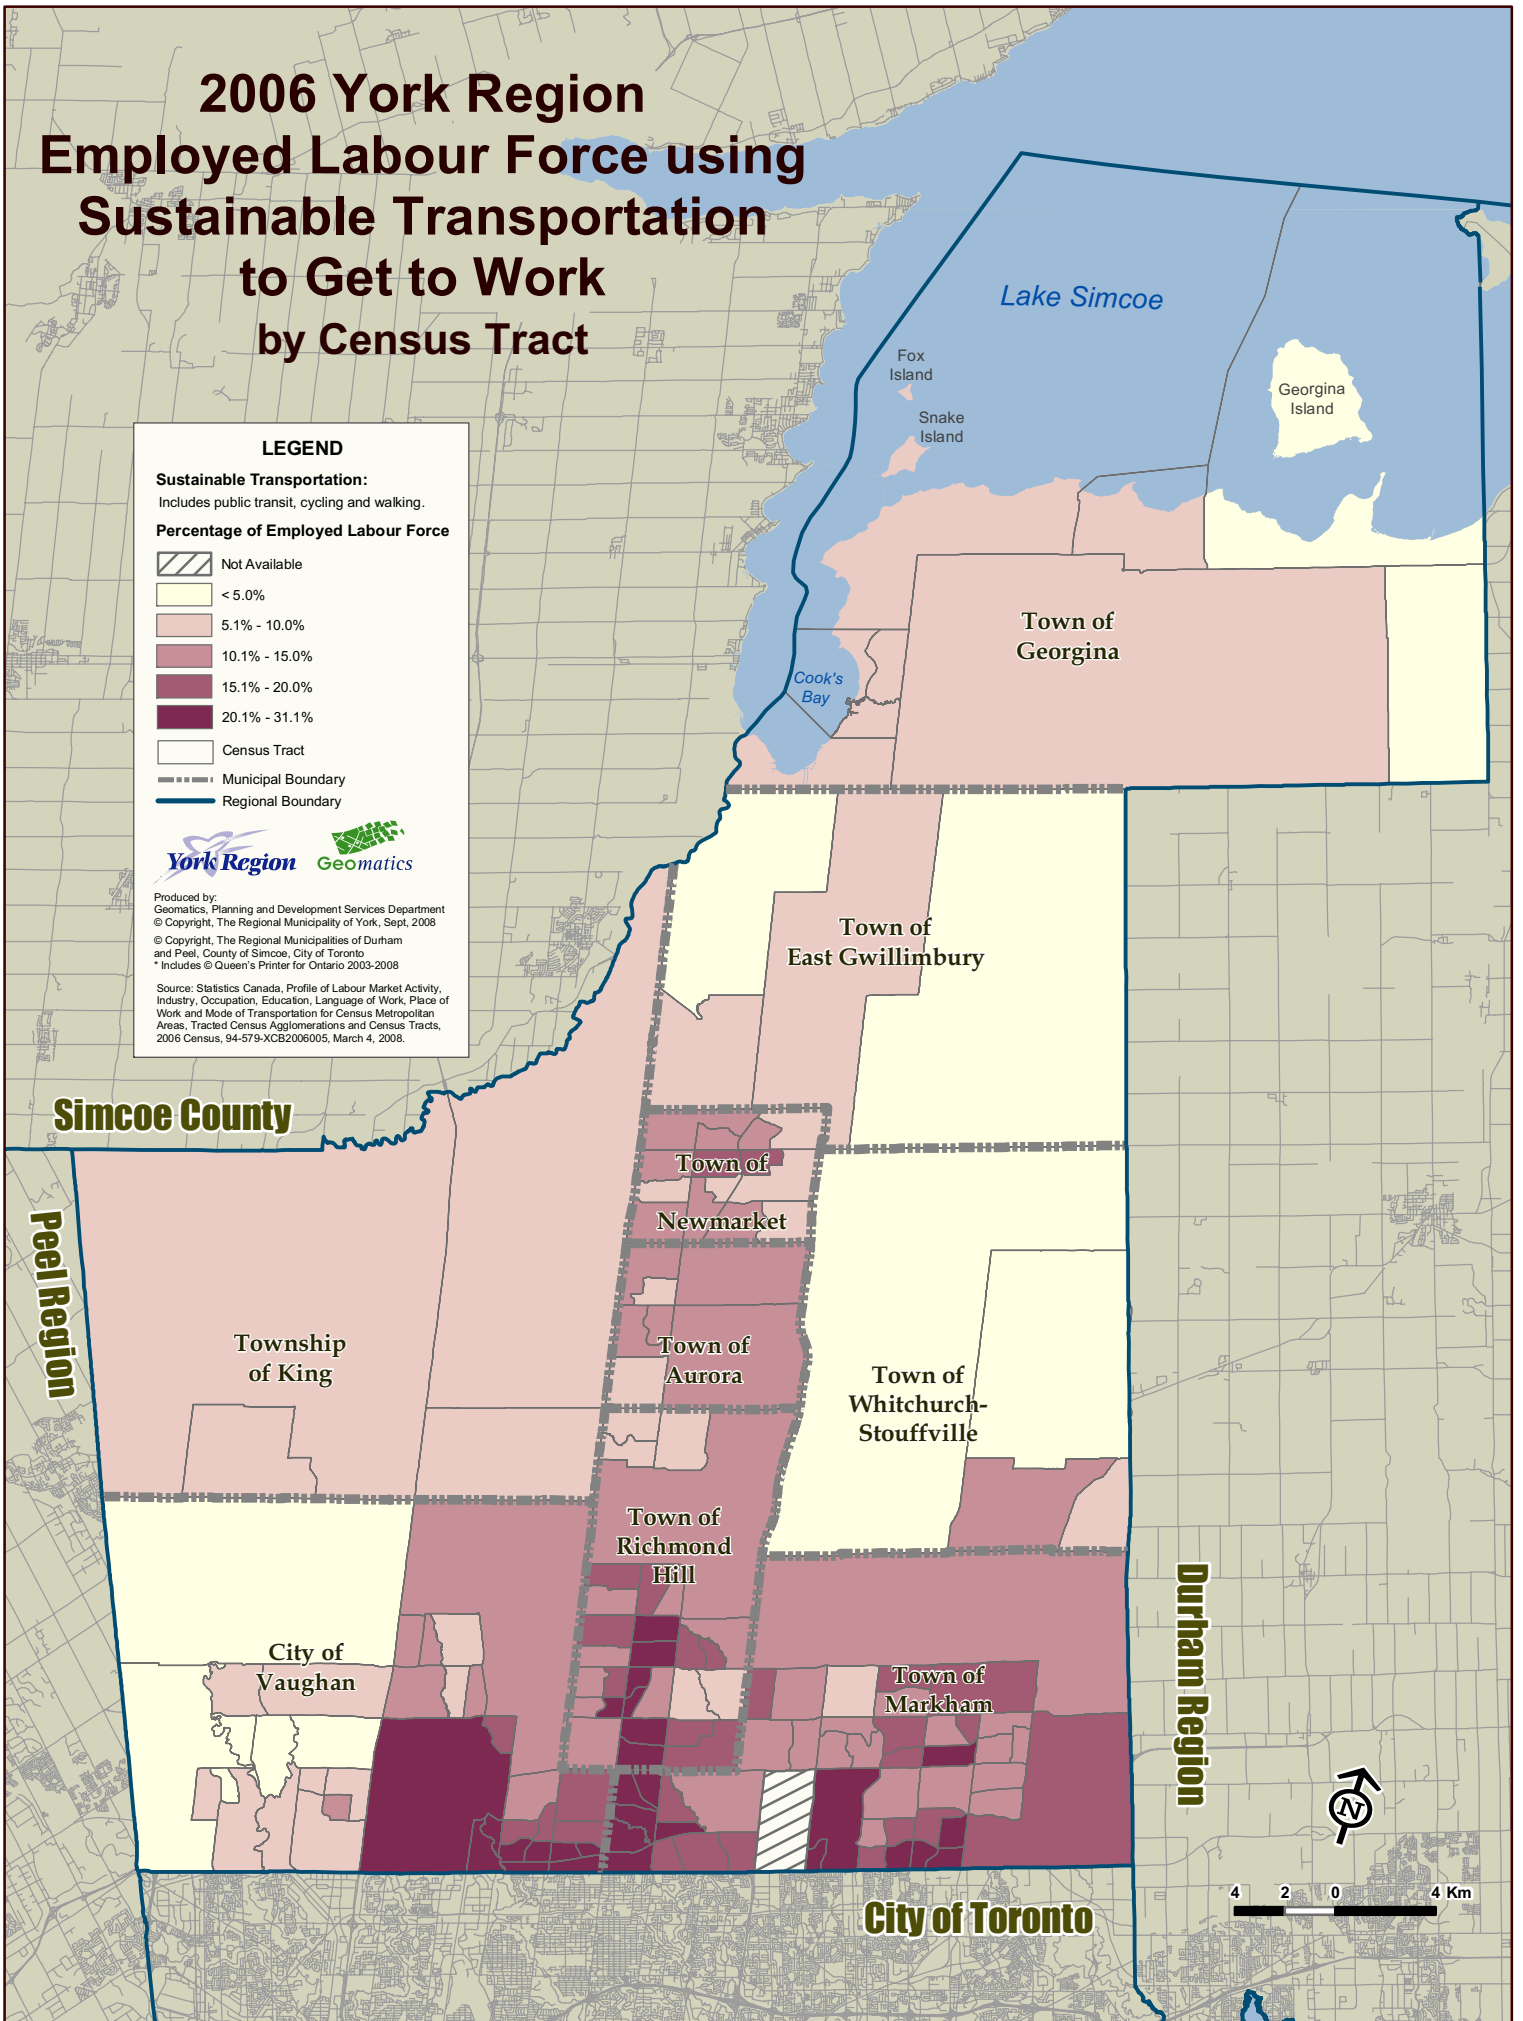 2006 York Region
Employed Labour Force using
Sustainable Transportation
to Get to Work
by Census Tract
Lake Simcoe
Fox
Island
Georgina
Island
Snake
Island
LEGEND
Sustainable Transportation:
Includes public transit, cycling and walking.
Percentage of Employed Labour Force
Not Available
< 5.0%
5.1% - 10.0%
10.1% - 15.0%
15.1% - 20.0%
20.1% - 31.1%
Census Tract
Municipal Boundary
Regional Boundary
York Region
Geomatics
Produced by:
Geomatics, Planning and Development Services Department
© Copyright, The Regional Municipality of York, Sept, 2008
© Copyright, The Regional Municipalities of Durham
and Peel, County of Simcoe, City of Toronto
* Includes © Queen's Printer for Ontario 2003-2008
Source: Statistics Canada, Profile of Labour Market Activity,
Industry, Occupation, Education, Language of Work, Place of
Work and Mode of Transportation for Census Metropolitan
Areas, Tracted Census Agglomerations and Census Tracts,
2006 Census, 94-579-XCB2006005, March 4, 2008.
Town of
Georgina
Cook's
Bay
Town of
East Gwillimbury
Simcoe County
Town of
Newmarket
Peel Region
Township
of King
Town of
Aurora
Town of
Whitchurch-
Stouffville
Town of
Richmond
Hill
City of
Vaughan
Town of
Markham
Durham Region
N
4 2 0 4 Km
City of Toronto